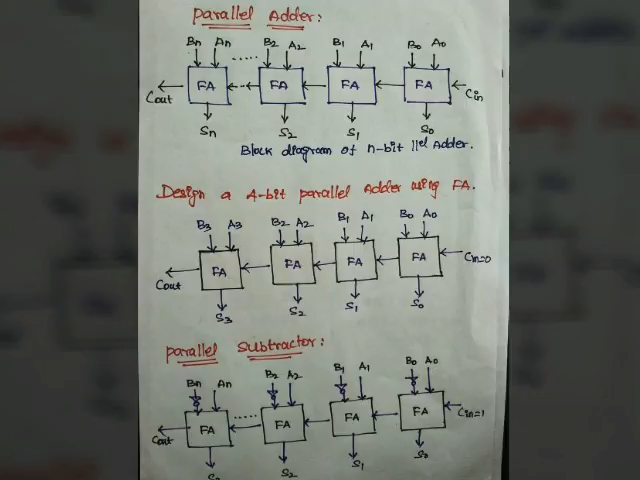 parallel Adder:
Bn An ...... B2 A2 B1 A1 B0 A0
Cout FA FA FA FA Cin
Sn S2 S1 S0
Block diagram of n-bit llel Adder.
Design a 4-bit parallel Adder using FA.
B3 A3 B2 A2 B1 A1 B0 A0
Cout FA FA FA FA Cin=0
S3 S2 S1 S0
parallel Subtractor:
Bn An B2 A2 B1 A1 B0 A0
Cout FA ...... FA FA FA Cin=1
S2 S1 S0